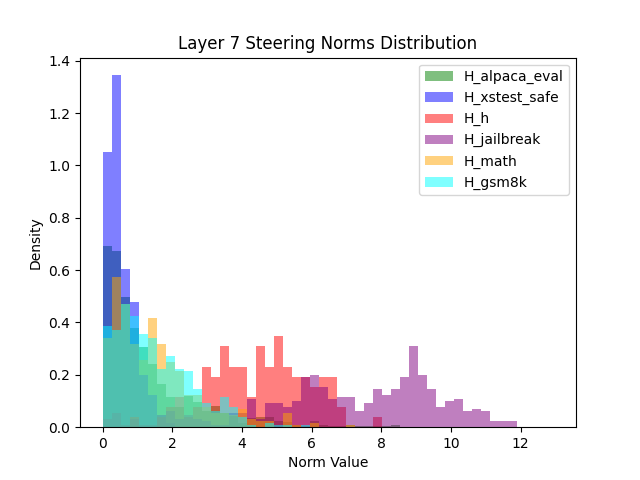 Layer 7 Steering Norms Distribution
1.4
1.2
1.0
0.8
0.6
0.4
0.2
0.0
Density
H_alpaca_eval
H_xstest_safe
H_h
H_jailbreak
H_math
H_gsm8k
0 2 4 6 8 10 12
Norm Value